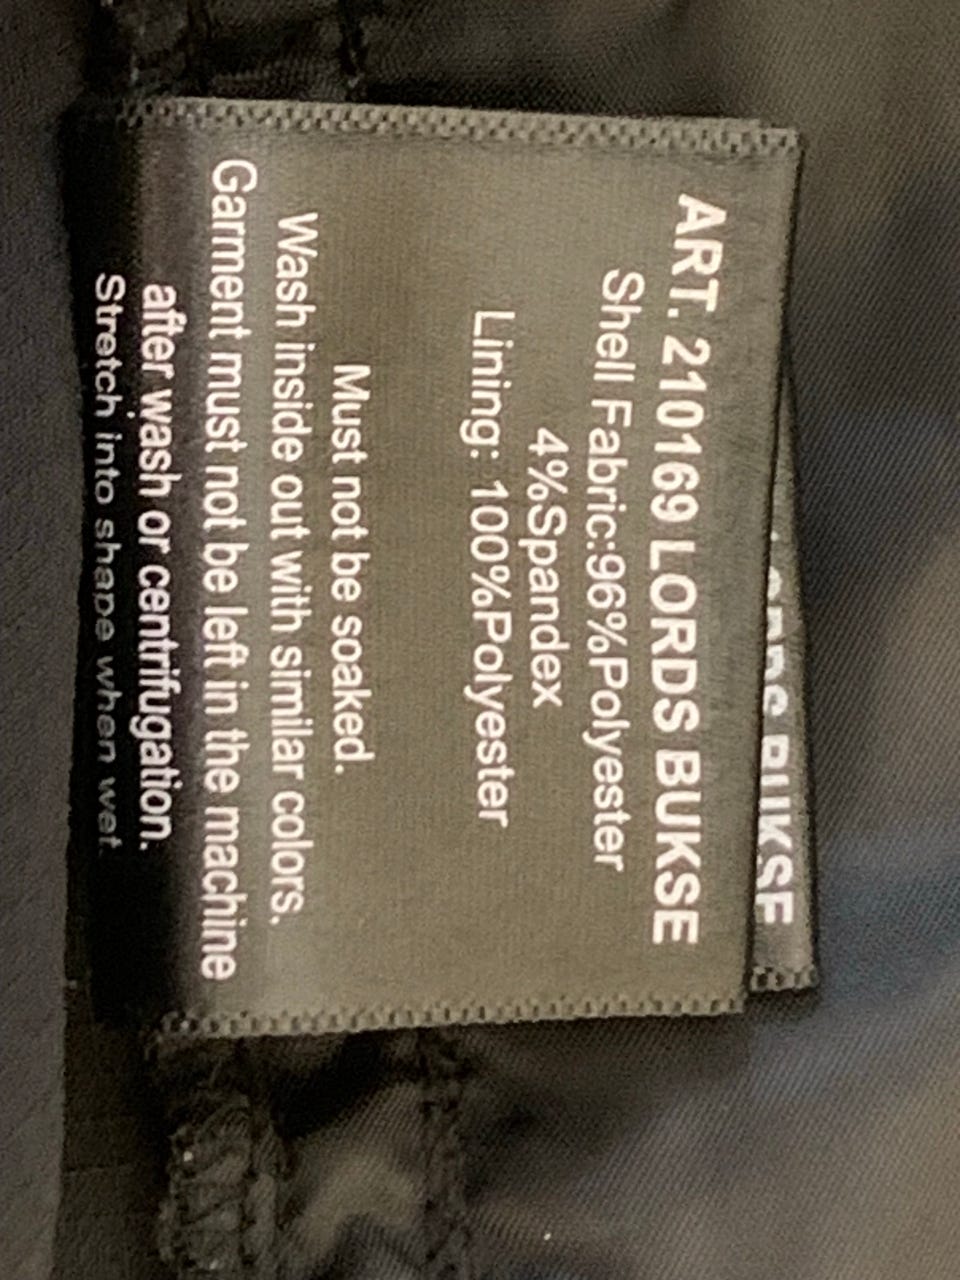 ART. 210169 LORDS BUKSE
Shell Fabric:96%Polyester
4%Spandex
Lining: 100%Polyester
Must not be soaked.
Wash inside out with similar colors.
Garment must not be left in the machine
after wash or centrifugation.
Stretch into shape when wet.
LORDS BUKSE